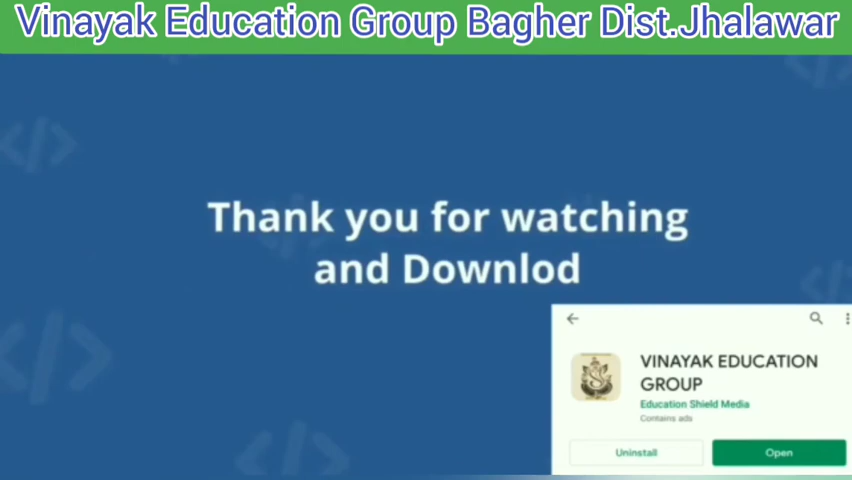 Vinayak Education Group Bagher Dist.Jhalawar
Thank you for watching
and Downlod
VINAYAK EDUCATION
GROUP
Education Shield Media
Contains ads
Uninstall
Open